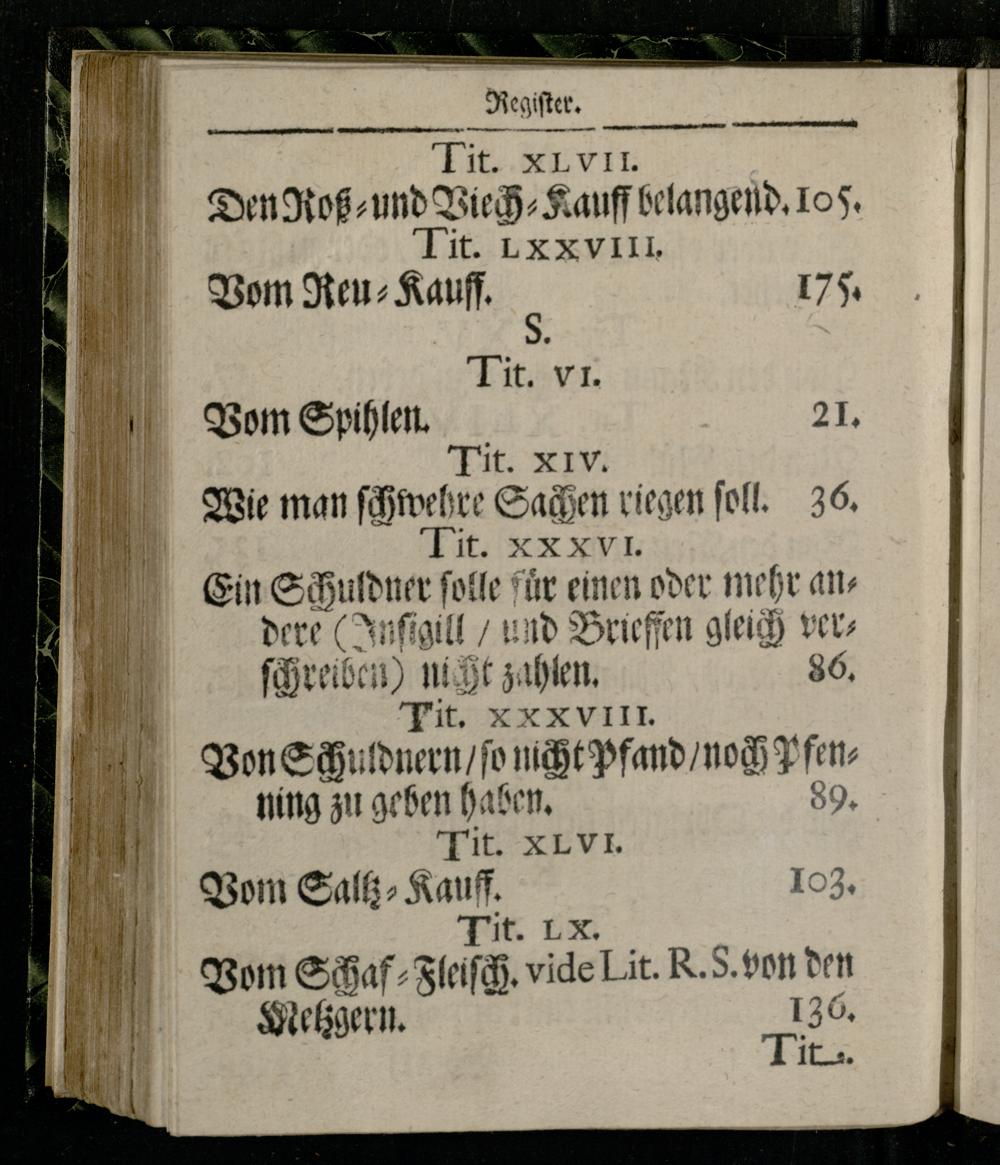 Register.
Tit. XLVII.
Den Roß-und Viech-Kauff belangend. 105.
Tit. LXXVIII.
Vom Reu-Kauff. 175.
S.
Tit. VI.
Vom Spihlen. 21.
Tit. XIV.
Wie man schwehre Sachen riegen soll. 36.
Tit. XXXVI.
Ein Schuldner solle für einen oder mehr an-
dere (Insigill / und Brieffen gleich ver-
schreiben) nicht zahlen. 86.
Tit. XXXVIII.
Von Schuldnern / so nicht Pfand / noch Pfen-
ning zu geben haben. 89.
Tit. XLVI.
Vom Saltz-Kauff. 103.
Tit. LX.
Vom Schaf-Fleisch. vide Lit. R. S. von den
Metzgern. 136.
Tit.